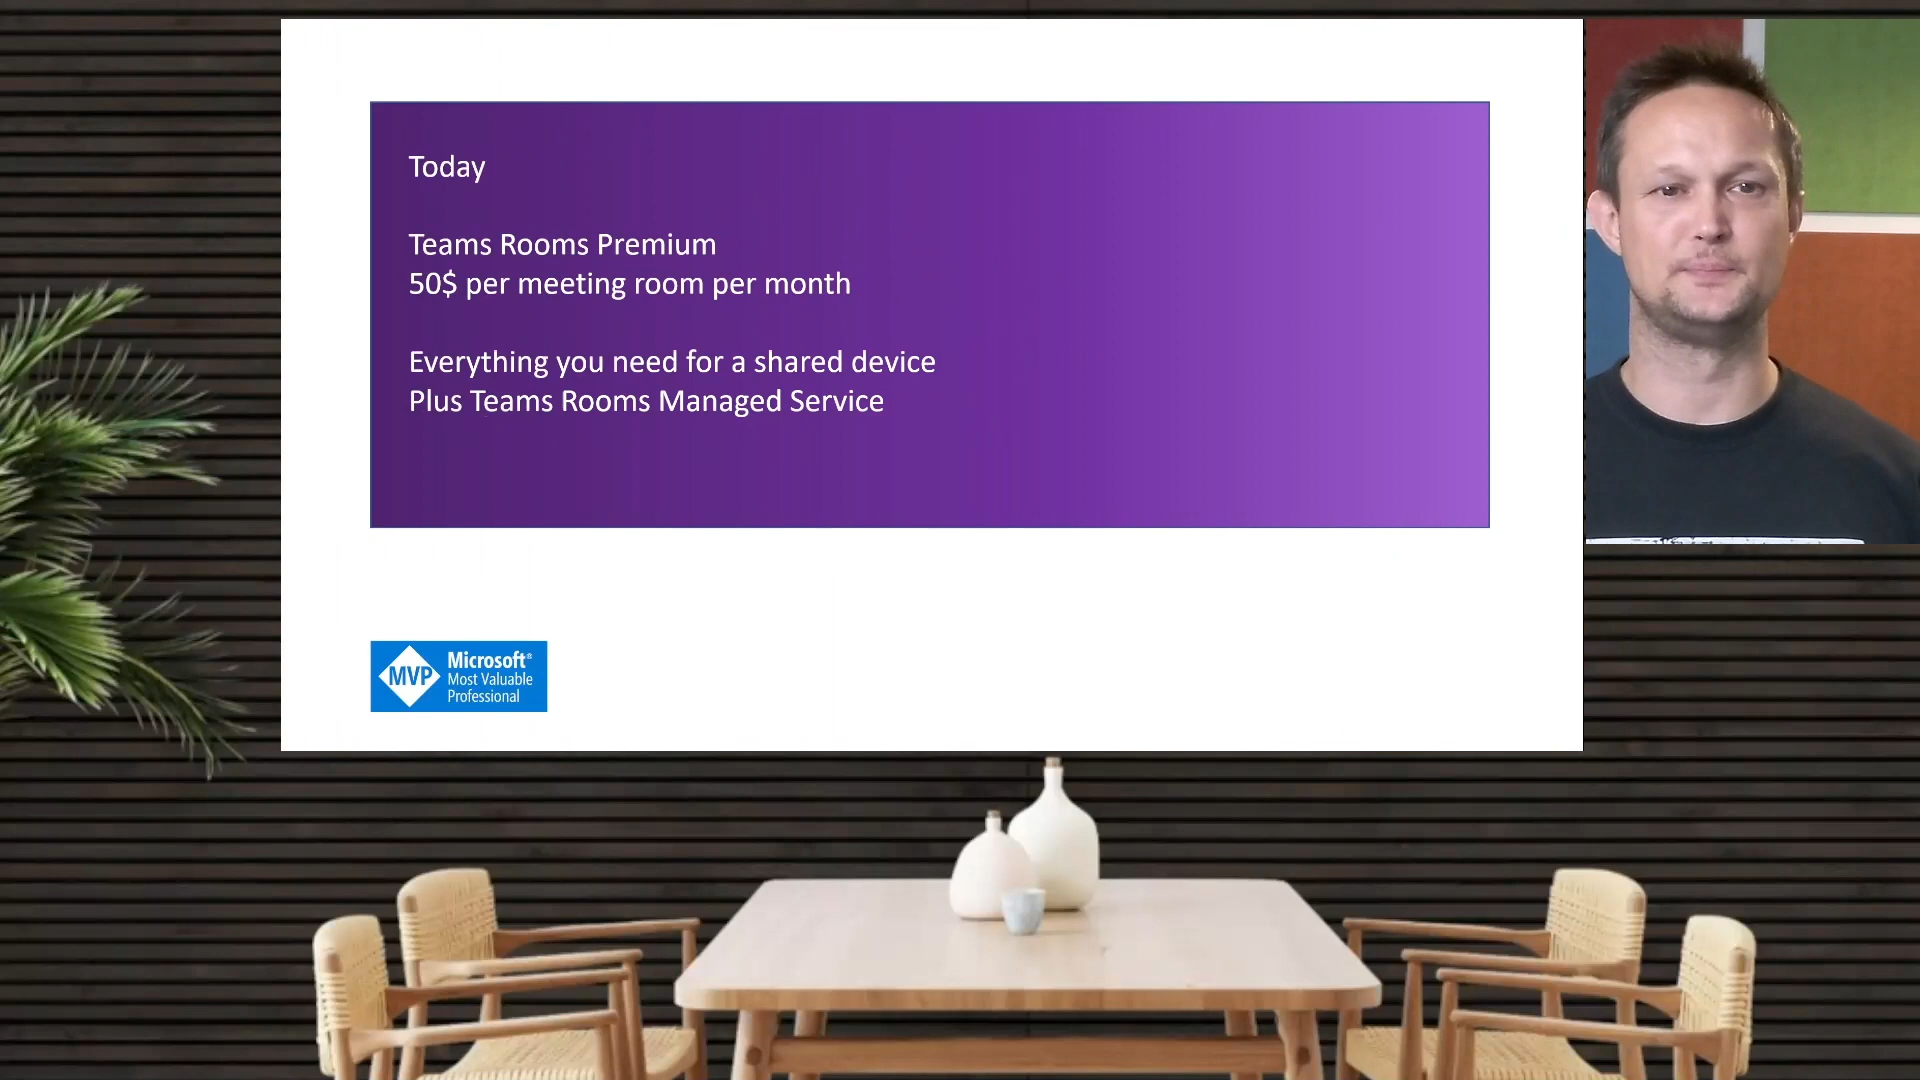 Today
Teams Rooms Premium
50$ per meeting room per month
Everything you need for a shared device
Plus Teams Rooms Managed Service
MVP
Microsoft®
Most Valuable
Professional